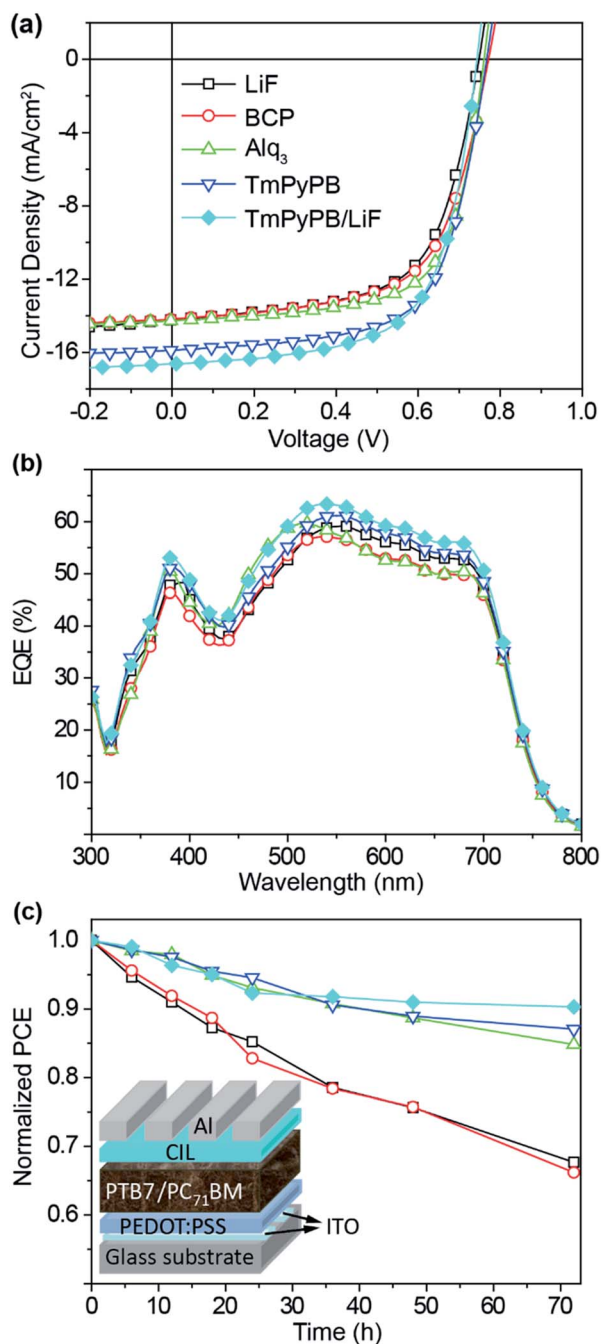 (a)
Current Density (mA/cm²)
0
-4
-8
-12
-16
LiF
BCP
Alq₃
TmPyPB
TmPyPB/LiF
-0.2 0.0 0.2 0.4 0.6 0.8 1.0
Voltage (V)
(b)
EQE (%)
60
50
40
30
20
10
300 400 500 600 700 800
Wavelength (nm)
(c)
Normalized PCE
1.0
0.9
0.8
0.7
0.6
Al
CIL
PTB7/PC₇₁BM
PEDOT:PSS
ITO
Glass substrate
0 10 20 30 40 50 60 70
Time (h)